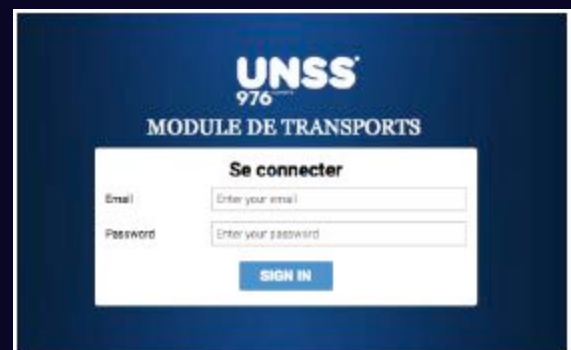 UNSS
976
MODULE DE TRANSPORTS
Se connecter
Email
Enter your email
Password
Enter your password
SIGN IN